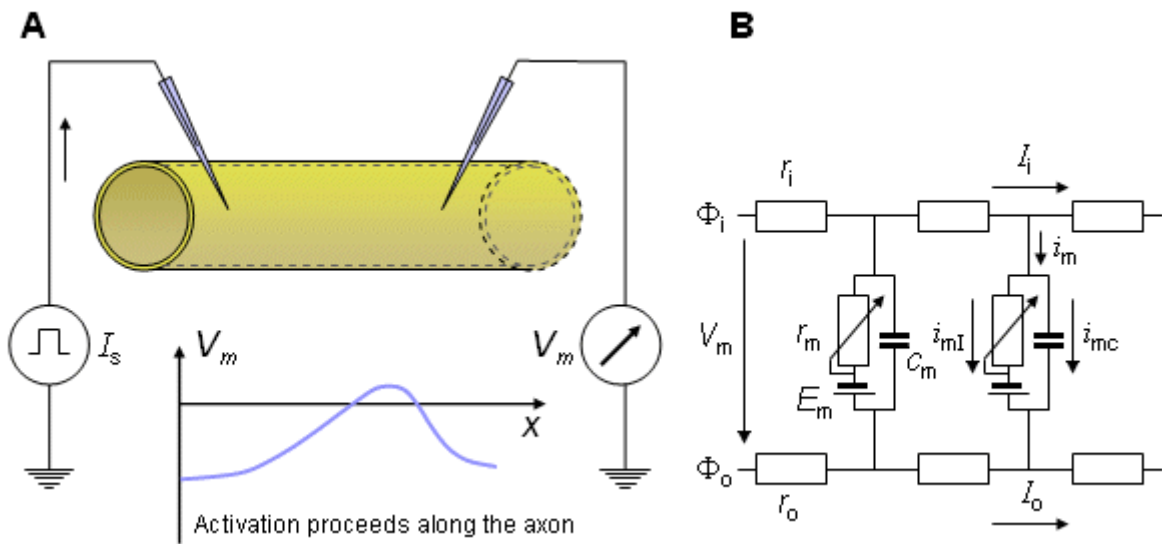 A
I_s
V_m
V_m
x
Activation proceeds along the axon
B
r_i
I_i
Φ_i
i_m
V_m
r_m
i_mI
i_mc
c_m
E_m
Φ_o
r_o
I_o